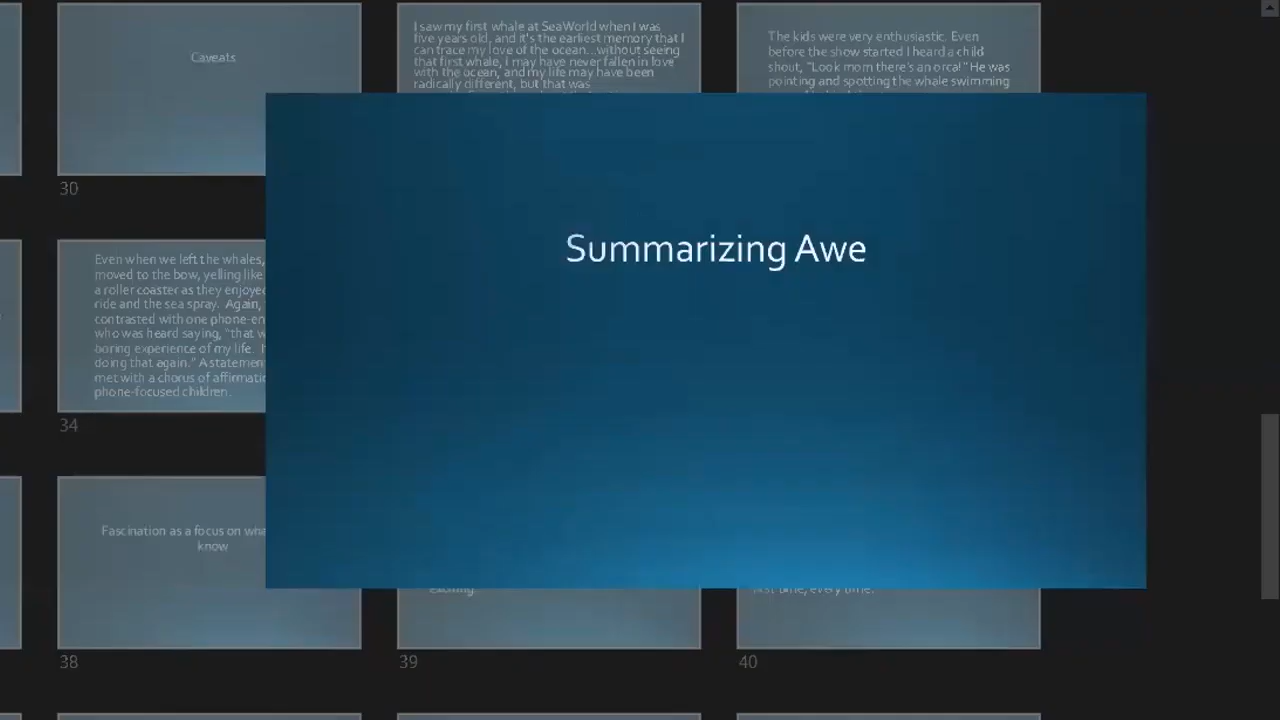 Caveats
I saw my first whale at SeaWorld when I was
five years old, and it's the earliest memory that I
can trace my love of the ocean...without seeing
that first whale, i may have never fallen in love
with the ocean, and my life may have been
radically different, but that was
The kids were very enthusiastic. Even
before the show started I heard a child
shout, "Look mom there's an orca!" He was
pointing and spotting the whale swimming
30
Summarizing Awe
Even when we left the whales,
moved to the bow, yelling like
a roller coaster as they enjoyed
ride and the sea spray. Again,
contrasted with one phone-en
who was heard saying, "that w
boring experience of my life.
doing that again." A statement
met with a chorus of affirmatio
phone-focused children.
34
Fascination as a focus on wha
know
exciting.
first time, every time.
38
39
40